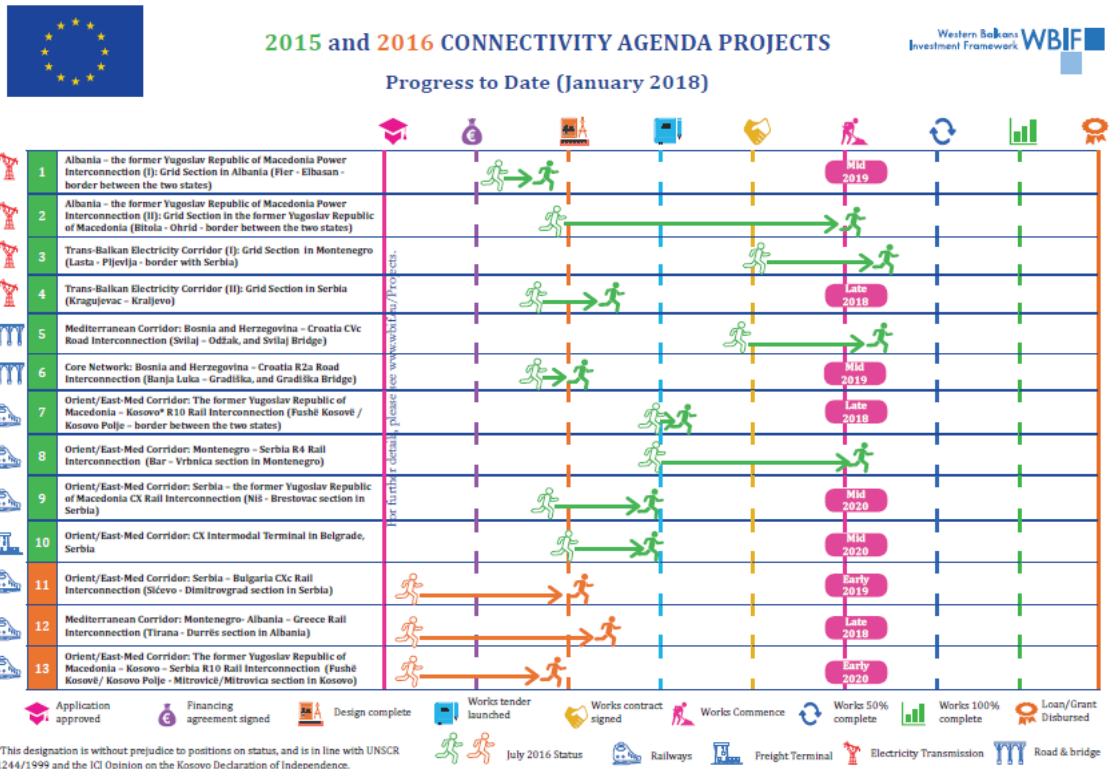 2015 and 2016 CONNECTIVITY AGENDA PROJECTS
Western Balkans
Investment Framework WBIF
Progress to Date (January 2018)
1
Albania – the former Yugoslav Republic of Macedonia Power
Interconnection (I): Grid Section in Albania (Fier - Elbasan -
border between the two states)
Mid
2019
2
Albania – the former Yugoslav Republic of Macedonia Power
Interconnection (II): Grid Section in the former Yugoslav Republic
of Macedonia (Bitola - Ohrid - border between the two states)
3
Trans-Balkan Electricity Corridor (I): Grid Section in Montenegro
(Lasta - Pljevlja - border with Serbia)
4
Trans-Balkan Electricity Corridor (II): Grid Section in Serbia
(Kragujevac – Kraljevo)
Late
2018
5
Mediterranean Corridor: Bosnia and Herzegovina – Croatia CVc
Road Interconnection (Svilaj – Odžak, and Svilaj Bridge)
6
Core Network: Bosnia and Herzegovina – Croatia R2a Road
Interconnection (Banja Luka – Gradiška, and Gradiška Bridge)
Mid
2019
7
Orient/East-Med Corridor: The former Yugoslav Republic of
Macedonia – Kosovo* R10 Rail Interconnection (Fushë Kosovë /
Kosovo Polje – border between the two states)
Late
2018
8
Orient/East-Med Corridor: Montenegro – Serbia R4 Rail
Interconnection (Bar – Vrbnica section in Montenegro)
9
Orient/East-Med Corridor: Serbia – the former Yugoslav Republic
of Macedonia CX Rail Interconnection (Niš - Brestovac section in
Serbia)
Mid
2020
10
Orient/East-Med Corridor: CX Intermodal Terminal in Belgrade,
Serbia
Mid
2020
11
Orient/East-Med Corridor: Serbia – Bulgaria CXc Rail
Interconnection (Sićevo - Dimitrovgrad section in Serbia)
Early
2019
12
Mediterranean Corridor: Montenegro- Albania – Greece Rail
Interconnection (Tirana - Durrës section in Albania)
Late
2018
13
Orient/East-Med Corridor: The former Yugoslav Republic of
Macedonia – Kosovo – Serbia R10 Rail Interconnection (Fushë
Kosovë/ Kosovo Polje - Mitrovicë/Mitrovica section in Kosovo)
Early
2020
For further details, please see www.wbif.eu/Projects.
Application
approved
Financing
agreement signed
Design complete
Works tender
launched
Works contract
signed
Works Commence
Works 50%
complete
Works 100%
complete
Loan/Grant
Disbursed
July 2016 Status
Railways
Freight Terminal
Electricity Transmission
Road & bridge
This designation is without prejudice to positions on status, and is in line with UNSCR
1244/1999 and the ICJ Opinion on the Kosovo Declaration of Independence.